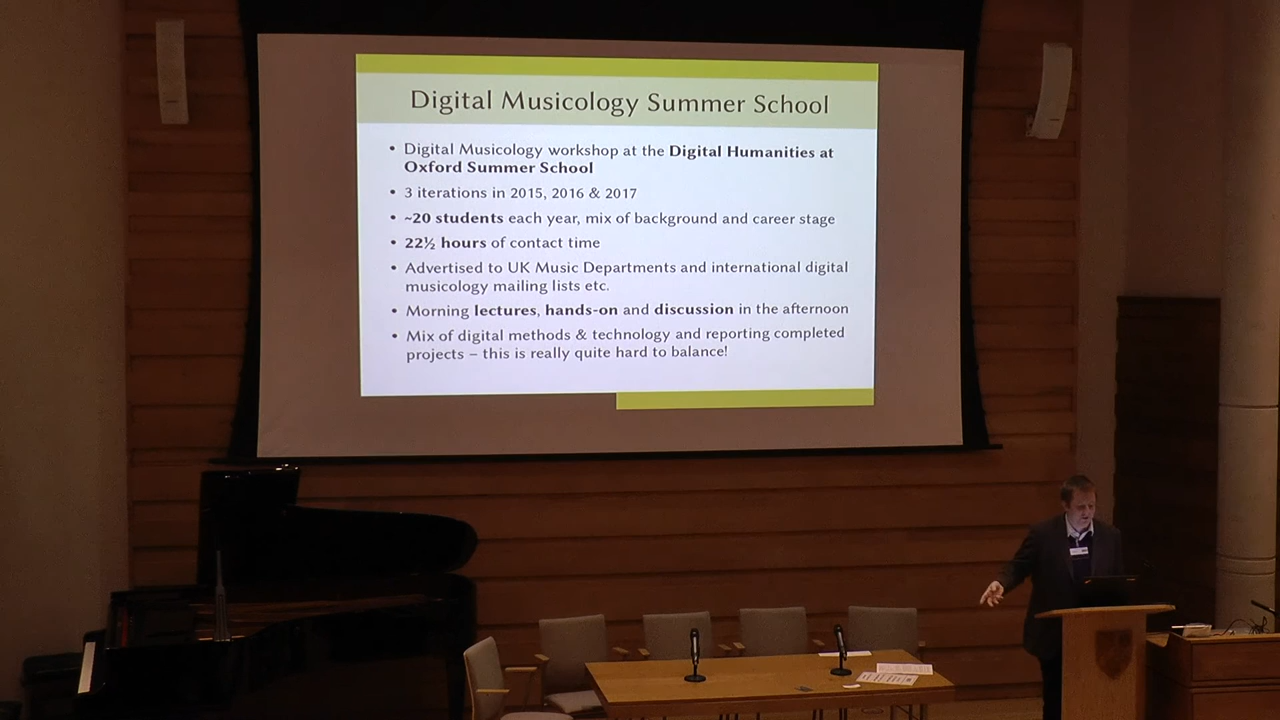 Digital Musicology Summer School
• Digital Musicology workshop at the Digital Humanities at
Oxford Summer School
• 3 iterations in 2015, 2016 & 2017
• ~20 students each year, mix of background and career stage
• 22½ hours of contact time
• Advertised to UK Music Departments and international digital
musicology mailing lists etc.
• Morning lectures, hands-on and discussion in the afternoon
• Mix of digital methods & technology and reporting completed
projects – this is really quite hard to balance!